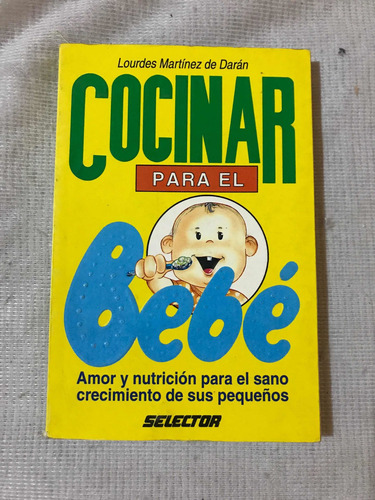 Lourdes Martínez de Darán
COCINAR
PARA EL
Bebé
Amor y nutrición para el sano
crecimiento de sus pequeños
SELECTOR